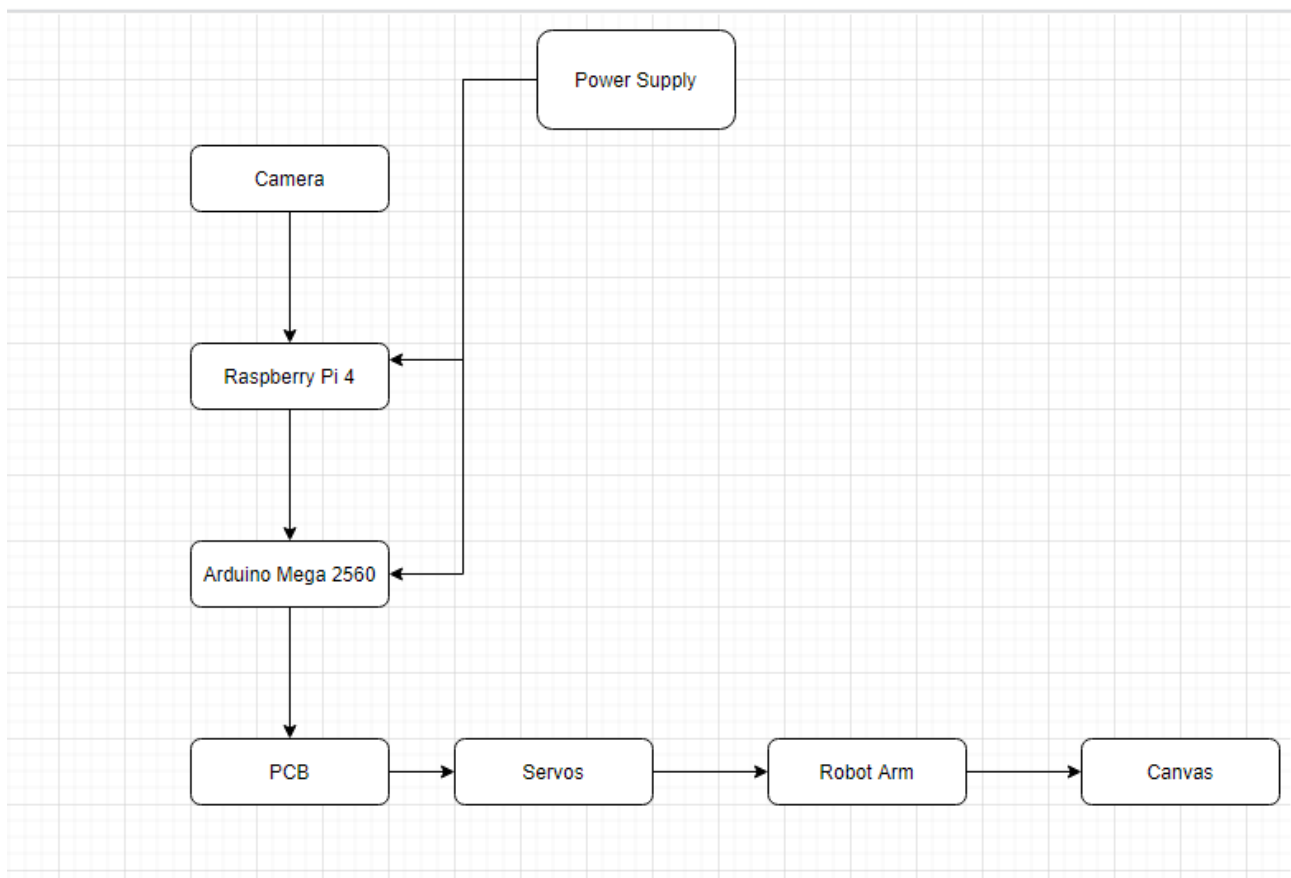 Power Supply
Camera
Raspberry Pi 4
Arduino Mega 2560
PCB
Servos
Robot Arm
Canvas